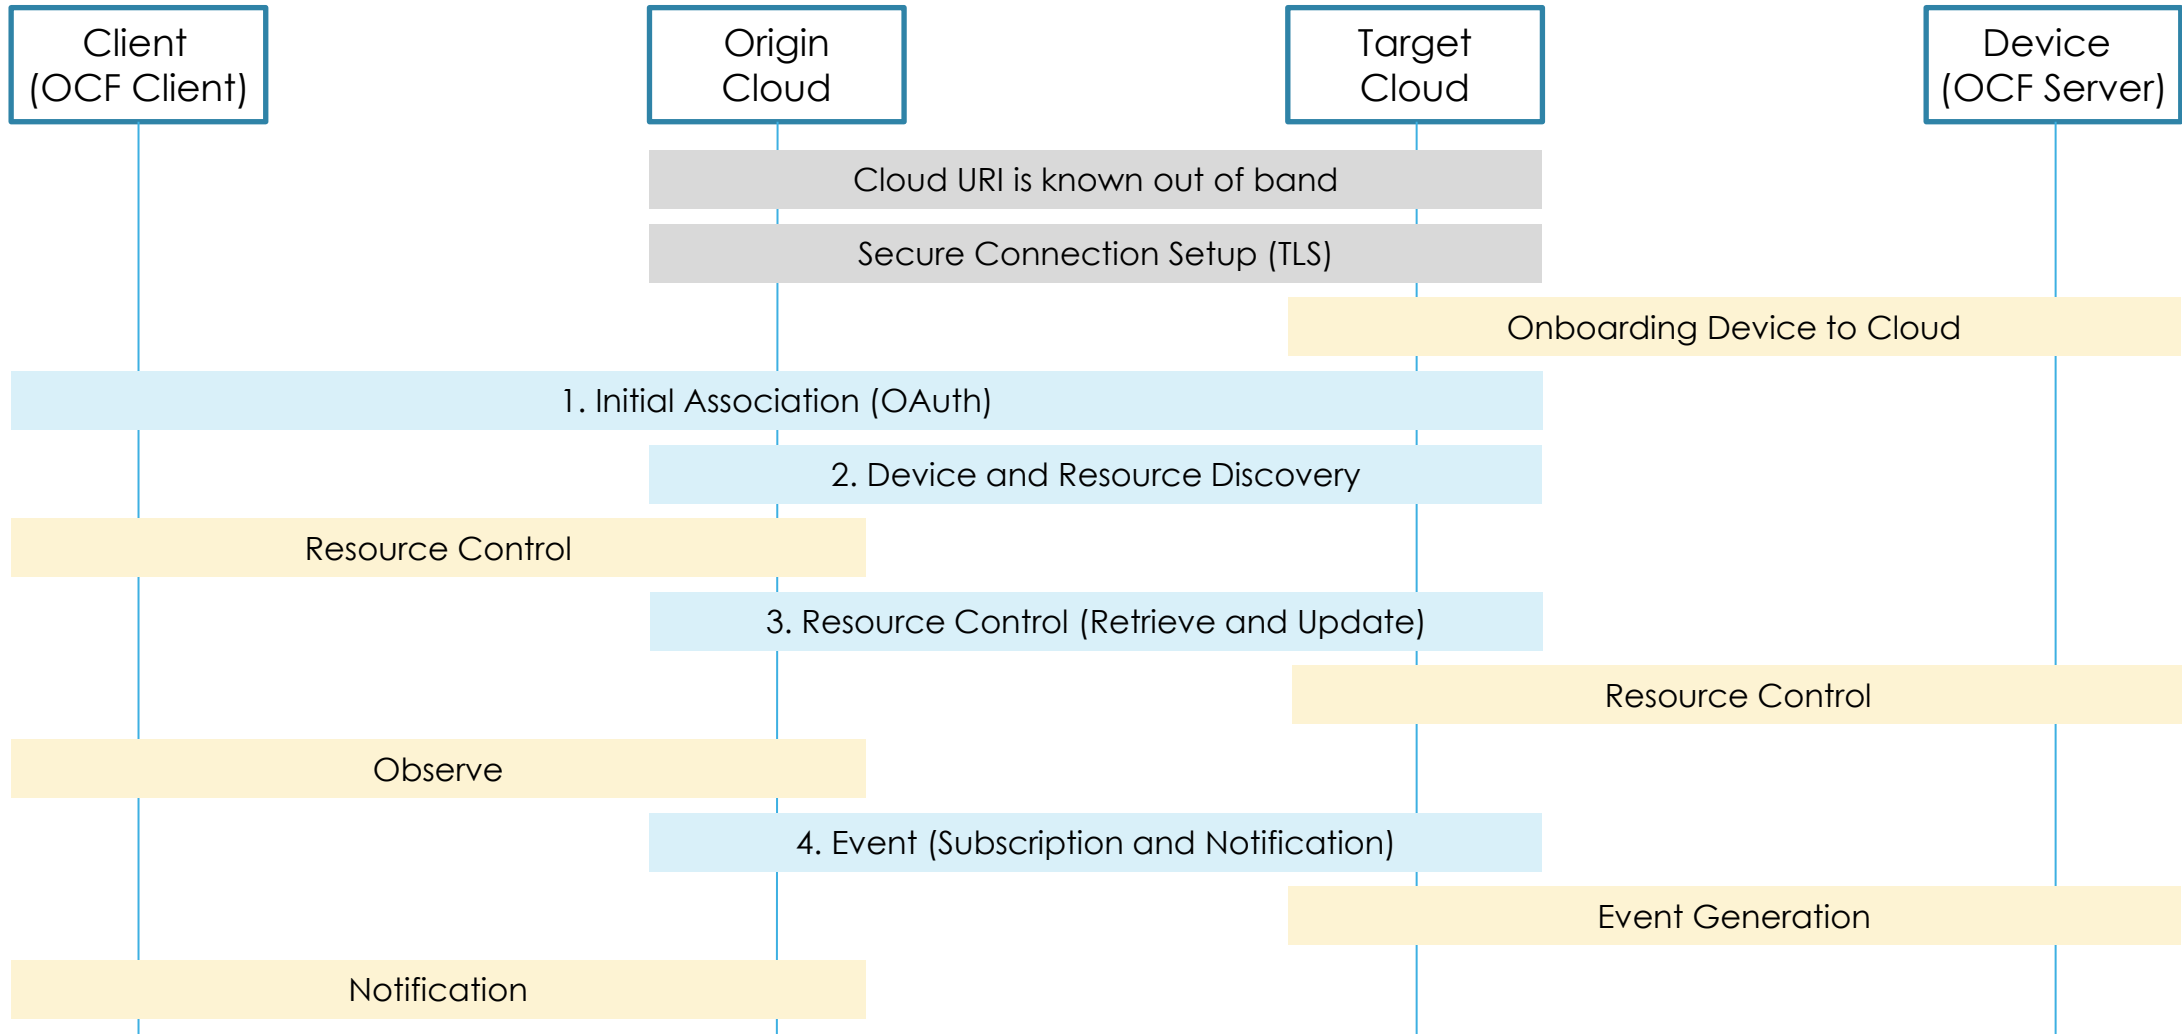 Client
(OCF Client)
Origin
Cloud
Target
Cloud
Device
(OCF Server)
Cloud URI is known out of band
Secure Connection Setup (TLS)
Onboarding Device to Cloud
1. Initial Association (OAuth)
2. Device and Resource Discovery
Resource Control
3. Resource Control (Retrieve and Update)
Resource Control
Observe
4. Event (Subscription and Notification)
Event Generation
Notification